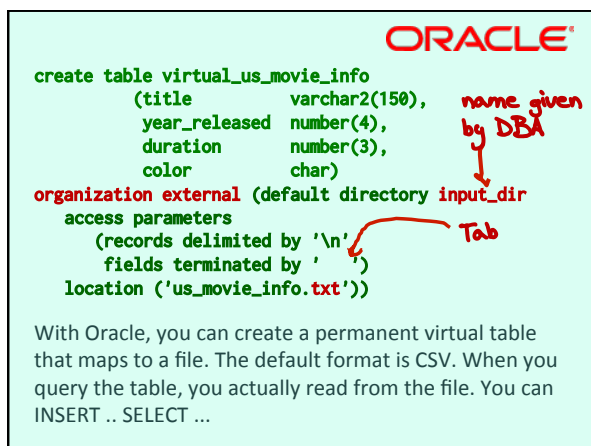 ORACLE®
create table virtual_us_movie_info
(title varchar2(150),
year_released number(4),
duration number(3),
color char)
name given
by DBA
organization external (default directory input_dir
access parameters
(records delimited by '\n'
fields terminated by '   ')
Tab
location ('us_movie_info.txt'))
With Oracle, you can create a permanent virtual table
that maps to a file. The default format is CSV. When you
query the table, you actually read from the file. You can
INSERT .. SELECT ...